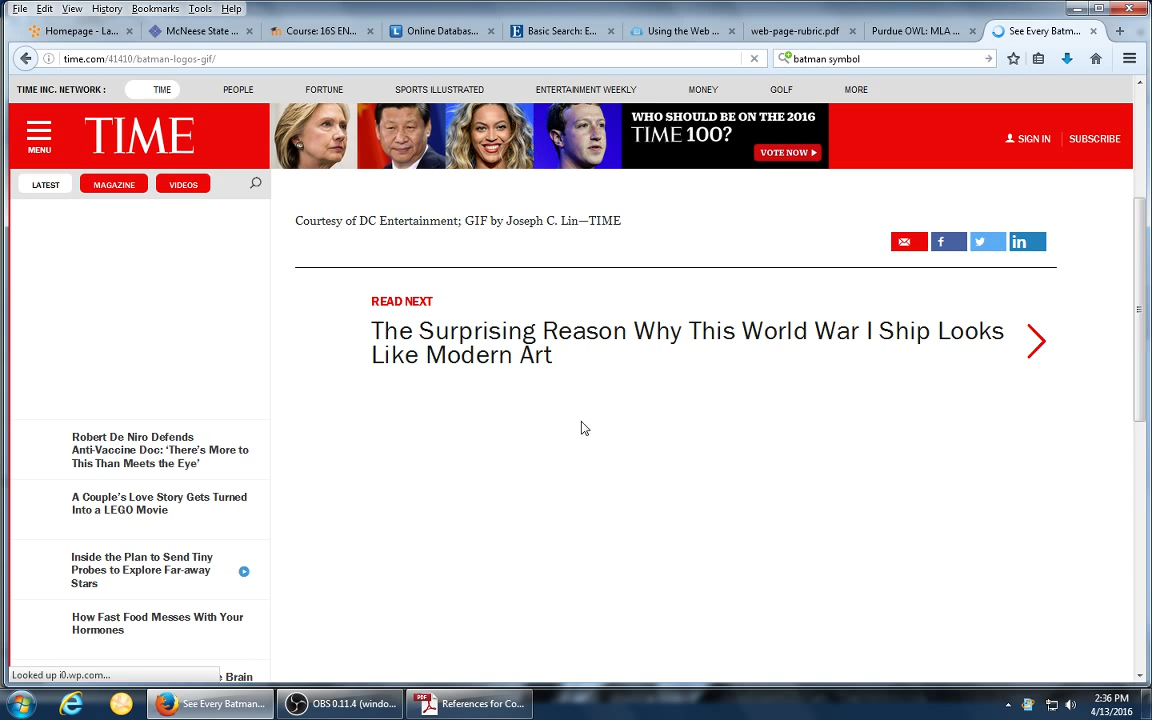 File Edit View History Bookmarks Tools Help
Homepage - La...
McNeese State ...
Course: 16S EN...
Online Databas...
Basic Search: E...
Using the Web ...
web-page-rubric.pdf
Purdue OWL: MLA ...
See Every Batm...
time.com/41410/batman-logos-gif/
batman symbol
TIME INC. NETWORK : TIME PEOPLE FORTUNE SPORTS ILLUSTRATED ENTERTAINMENT WEEKLY MONEY GOLF MORE
MENU
TIME
WHO SHOULD BE ON THE 2016
TIME 100?
VOTE NOW
SIGN IN
SUBSCRIBE
LATEST MAGAZINE VIDEOS
Courtesy of DC Entertainment; GIF by Joseph C. Lin—TIME
READ NEXT
The Surprising Reason Why This World War I Ship Looks
Like Modern Art
Robert De Niro Defends
Anti-Vaccine Doc: ‘There’s More to
This Than Meets the Eye’
A Couple’s Love Story Gets Turned
Into a LEGO Movie
Inside the Plan to Send Tiny
Probes to Explore Far-away
Stars
How Fast Food Messes With Your
Hormones
e Brain
Looked up i0.wp.com...
See Every Batman...
OBS 0.11.4 (windo...
References for Co...
2:36 PM
4/13/2016